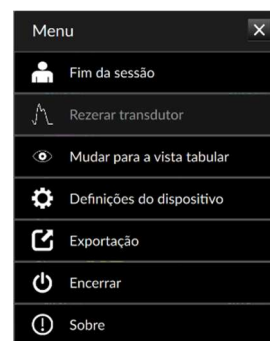 Menu
Fim da sessão
Rezerar transdutor
Mudar para a vista tabular
Definições do dispositivo
Exportação
Encerrar
Sobre